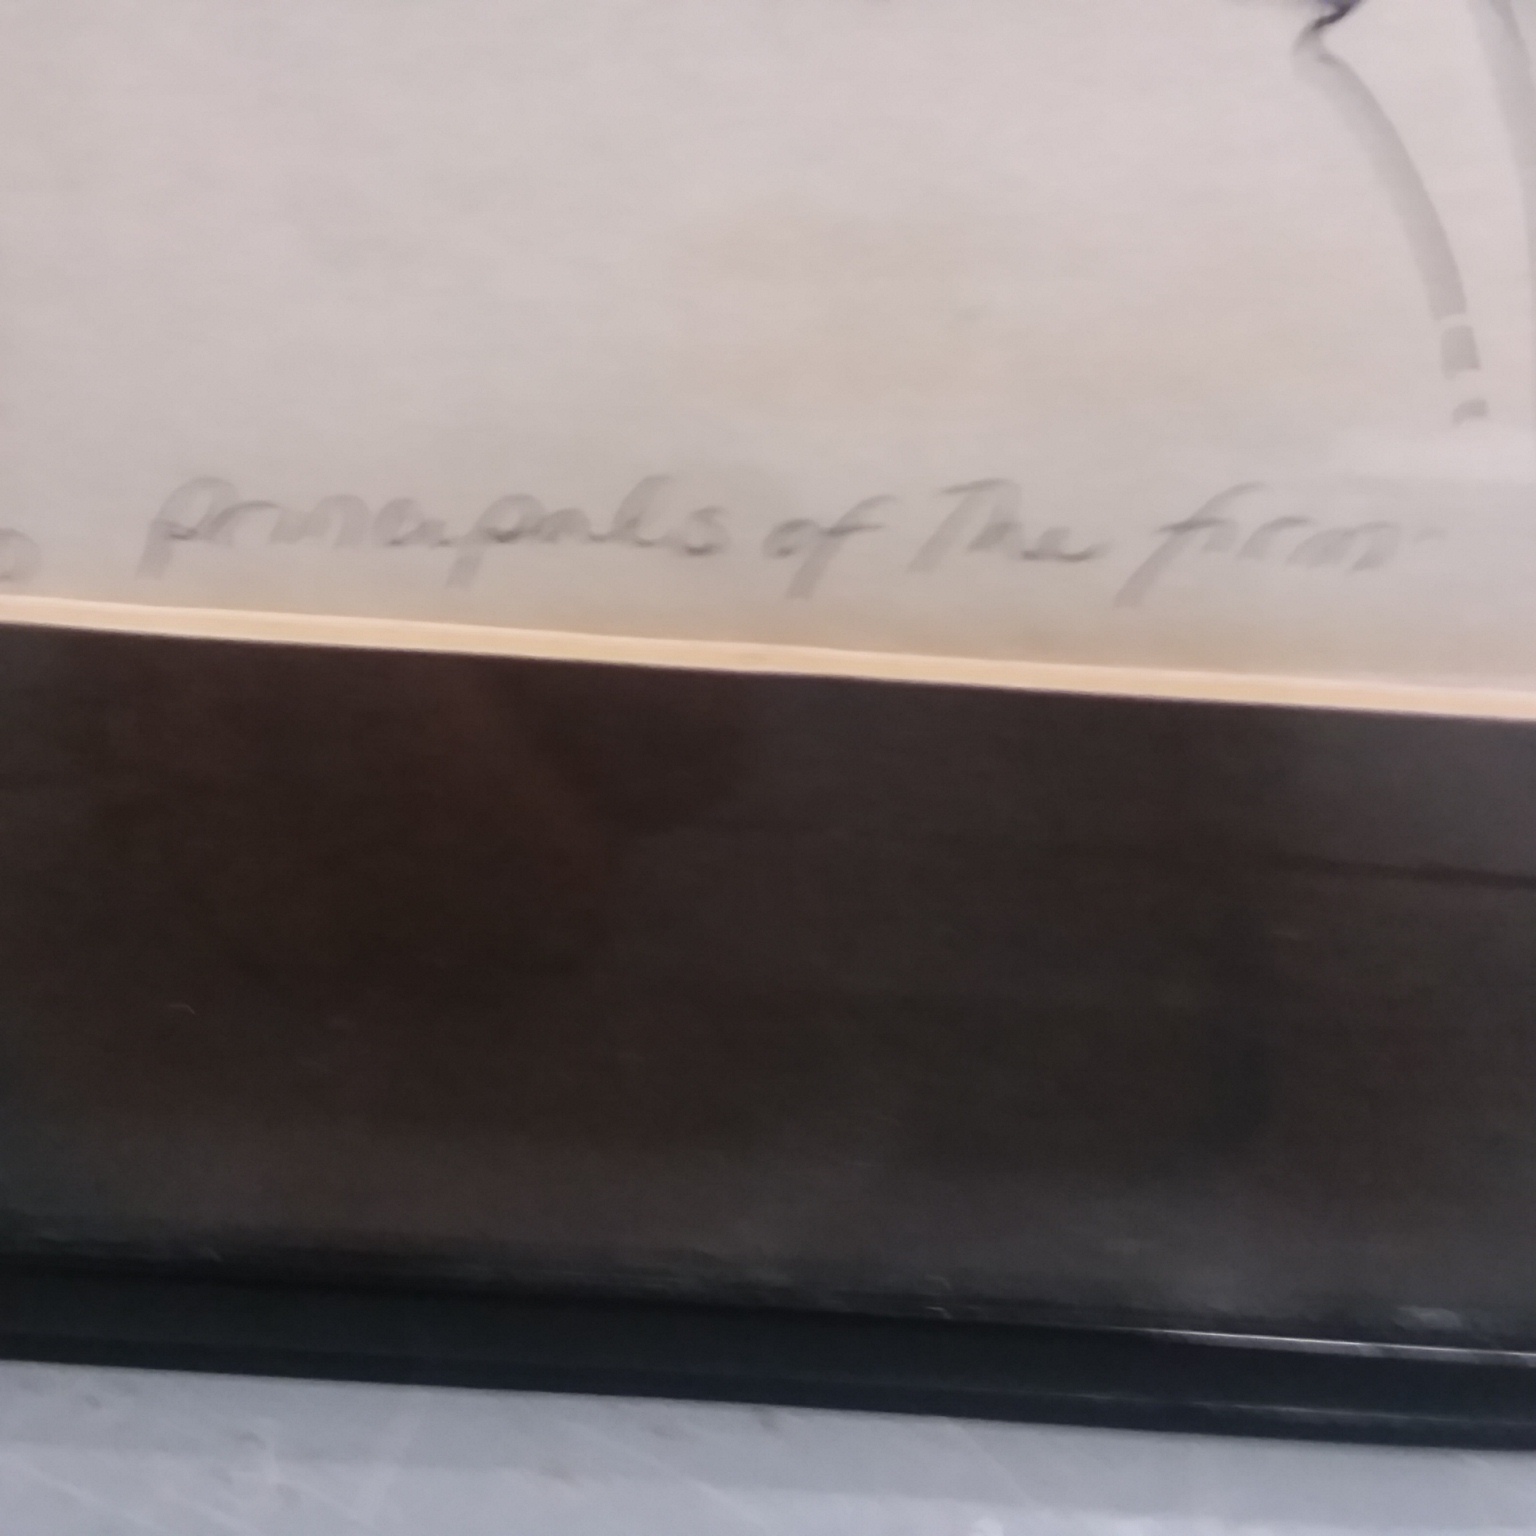 principals of The firm.